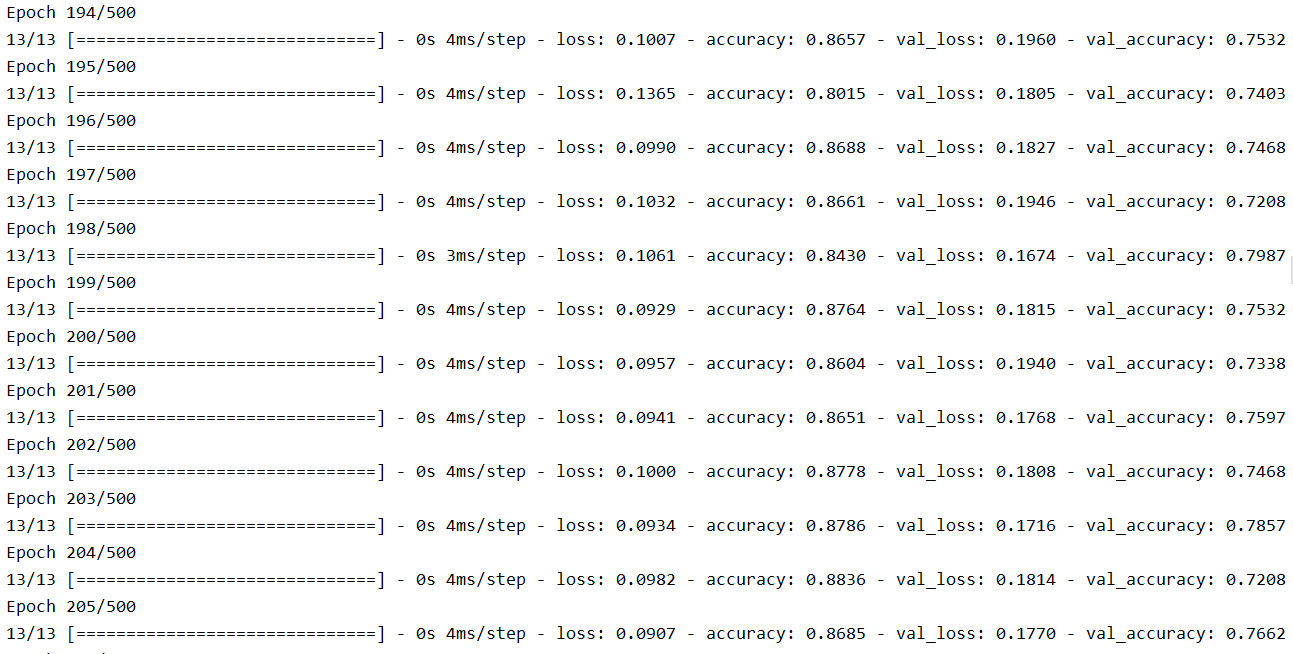 Epoch 194/500
13/13 [==============================] - 0s 4ms/step - loss: 0.1007 - accuracy: 0.8657 - val_loss: 0.1960 - val_accuracy: 0.7532
Epoch 195/500
13/13 [==============================] - 0s 4ms/step - loss: 0.1365 - accuracy: 0.8015 - val_loss: 0.1805 - val_accuracy: 0.7403
Epoch 196/500
13/13 [==============================] - 0s 4ms/step - loss: 0.0990 - accuracy: 0.8688 - val_loss: 0.1827 - val_accuracy: 0.7468
Epoch 197/500
13/13 [==============================] - 0s 4ms/step - loss: 0.1032 - accuracy: 0.8661 - val_loss: 0.1946 - val_accuracy: 0.7208
Epoch 198/500
13/13 [==============================] - 0s 3ms/step - loss: 0.1061 - accuracy: 0.8430 - val_loss: 0.1674 - val_accuracy: 0.7987
Epoch 199/500
13/13 [==============================] - 0s 4ms/step - loss: 0.0929 - accuracy: 0.8764 - val_loss: 0.1815 - val_accuracy: 0.7532
Epoch 200/500
13/13 [==============================] - 0s 4ms/step - loss: 0.0957 - accuracy: 0.8604 - val_loss: 0.1940 - val_accuracy: 0.7338
Epoch 201/500
13/13 [==============================] - 0s 4ms/step - loss: 0.0941 - accuracy: 0.8651 - val_loss: 0.1768 - val_accuracy: 0.7597
Epoch 202/500
13/13 [==============================] - 0s 4ms/step - loss: 0.1000 - accuracy: 0.8778 - val_loss: 0.1808 - val_accuracy: 0.7468
Epoch 203/500
13/13 [==============================] - 0s 4ms/step - loss: 0.0934 - accuracy: 0.8786 - val_loss: 0.1716 - val_accuracy: 0.7857
Epoch 204/500
13/13 [==============================] - 0s 4ms/step - loss: 0.0982 - accuracy: 0.8836 - val_loss: 0.1814 - val_accuracy: 0.7208
Epoch 205/500
13/13 [==============================] - 0s 4ms/step - loss: 0.0907 - accuracy: 0.8685 - val_loss: 0.1770 - val_accuracy: 0.7662